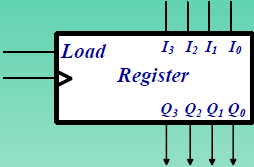 Load I₃ I₂ I₁ I₀
Register
Q₃ Q₂ Q₁ Q₀